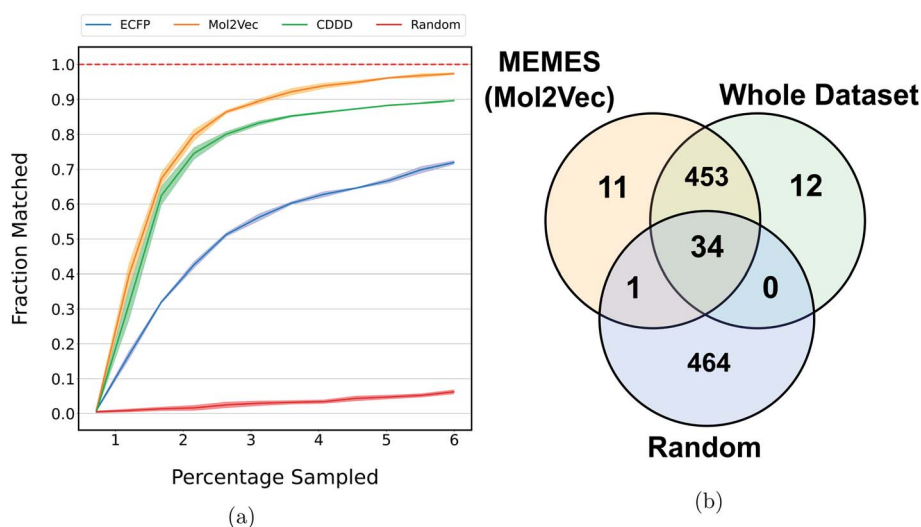 ECFP Mol2Vec CDDD Random
1.0
0.9
0.8
0.7
0.6
0.5
0.4
0.3
0.2
0.1
0.0
Fraction Matched
1 2 3 4 5 6
Percentage Sampled
(a)
MEMES
(Mol2Vec)
Whole Dataset
11 453 12
34
1 0
464
Random
(b)